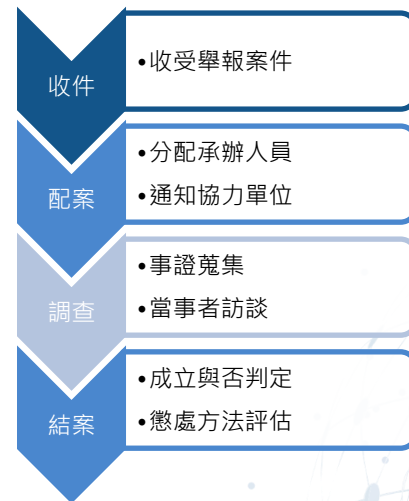 收件
•收受舉報案件
配案
•分配承辦人員
•通知協力單位
調查
•事證蒐集
•當事者訪談
結案
•成立與否判定
•懲處方法評估